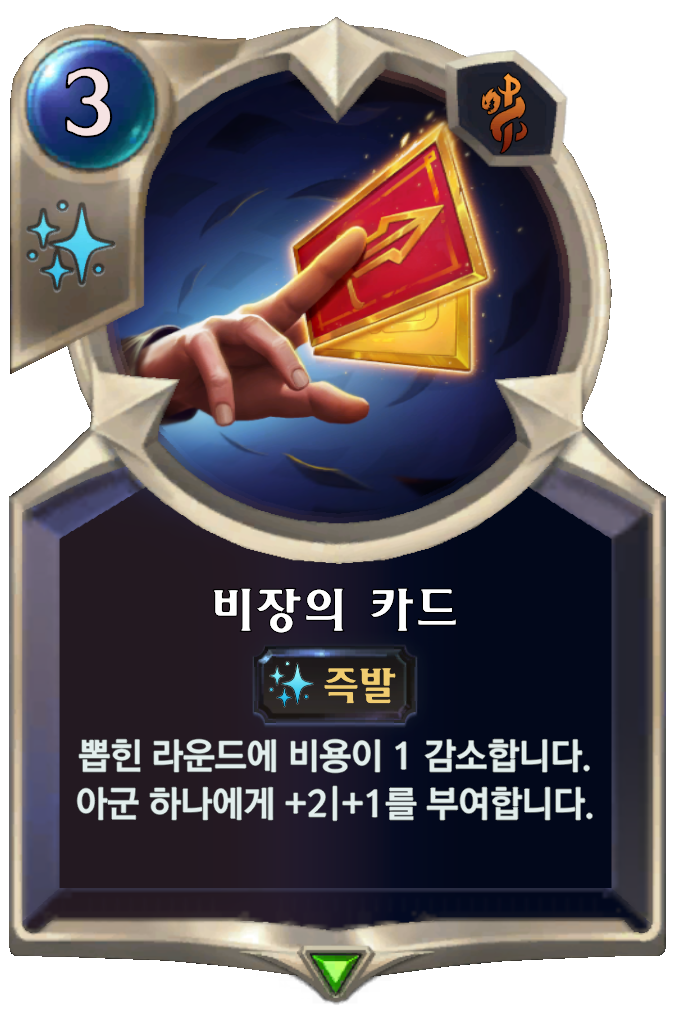 3
비장의 카드
즉발
뽑힌 라운드에 비용이 1 감소합니다.
아군 하나에게 +2|+1를 부여합니다.